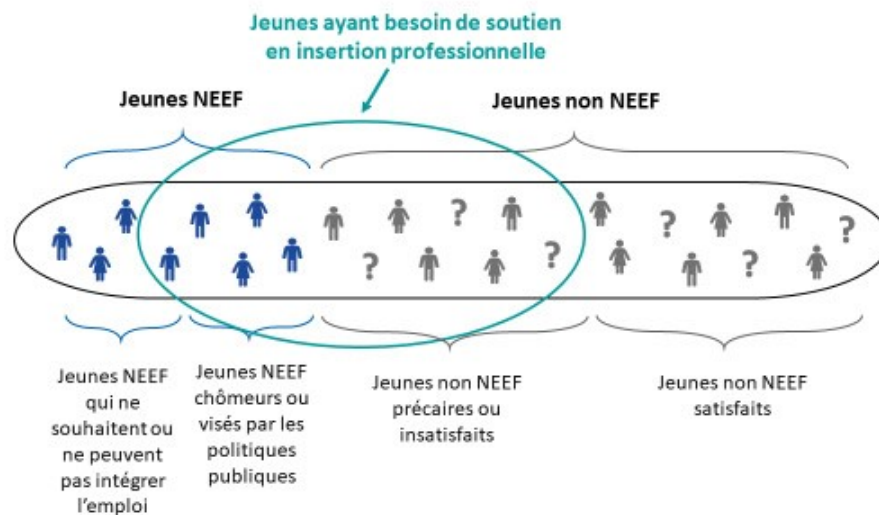 Jeunes ayant besoin de soutien
en insertion professionnelle
Jeunes NEEF
Jeunes non NEEF
?
?
?
?
?
?
Jeunes NEEF
qui ne
souhaitent ou
ne peuvent
pas intégrer
l'emploi
Jeunes NEEF
chômeurs ou
visés par les
politiques
publiques
Jeunes non NEEF
précaires ou
insatisfaits
Jeunes non NEEF
satisfaits